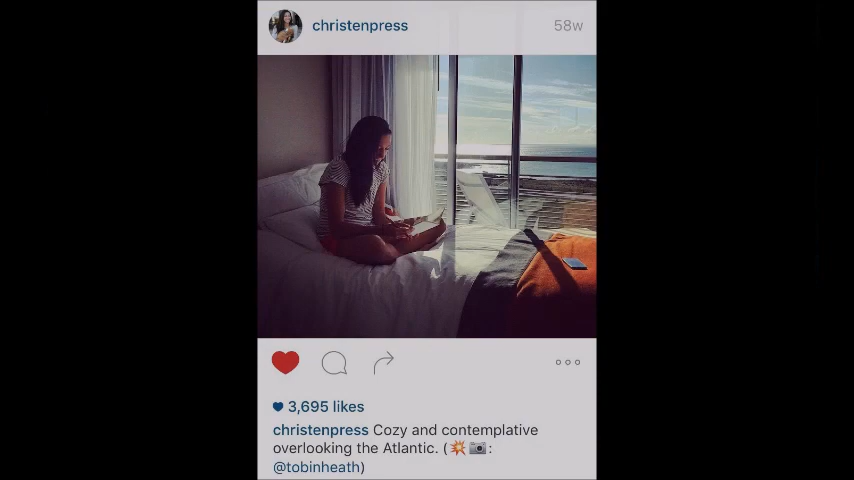 christenpress 58w
3,695 likes
christenpress Cozy and contemplative
overlooking the Atlantic. (💥📷:
@tobinheath)